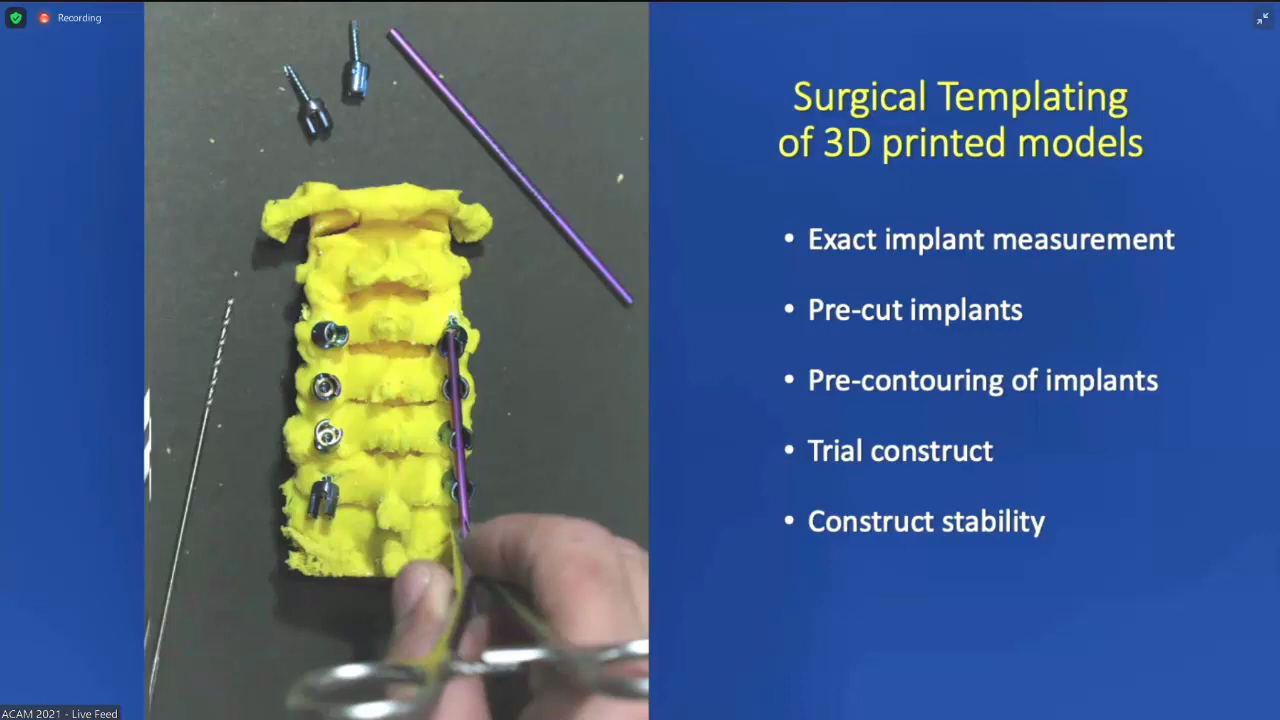 Recording
Surgical Templating
of 3D printed models
• Exact implant measurement
• Pre-cut implants
• Pre-contouring of implants
• Trial construct
• Construct stability
ACAM 2021 - Live Feed